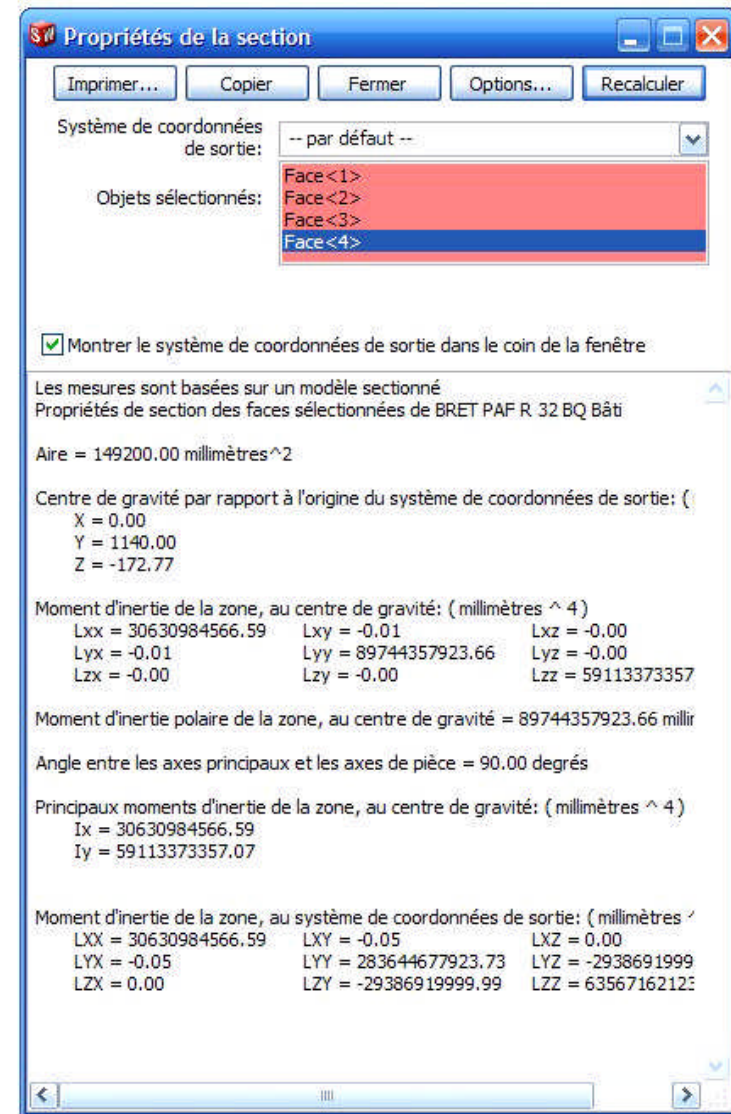 SW Propriétés de la section
Imprimer... Copier Fermer Options... Recalculer
Système de coordonnées
de sortie:
-- par défaut --
Objets sélectionnés:
Face<1>
Face<2>
Face<3>
Face<4>
Montrer le système de coordonnées de sortie dans le coin de la fenêtre
Les mesures sont basées sur un modèle sectionné
Propriétés de section des faces sélectionnées de BRET PAF R 32 BQ Bâti
Aire = 149200.00 millimètres^2
Centre de gravité par rapport à l'origine du système de coordonnées de sortie: (
X = 0.00
Y = 1140.00
Z = -172.77
Moment d'inertie de la zone, au centre de gravité: ( millimètres ^ 4 )
Lxx = 30630984566.59 Lxy = -0.01 Lxz = -0.00
Lyx = -0.01 Lyy = 89744357923.66 Lyz = -0.00
Lzx = -0.00 Lzy = -0.00 Lzz = 59113373357
Moment d'inertie polaire de la zone, au centre de gravité = 89744357923.66 millir
Angle entre les axes principaux et les axes de pièce = 90.00 degrés
Principaux moments d'inertie de la zone, au centre de gravité: ( millimètres ^ 4 )
Ix = 30630984566.59
Iy = 59113373357.07
Moment d'inertie de la zone, au système de coordonnées de sortie: ( millimètres ^
LXX = 30630984566.59 LXY = -0.05 LXZ = 0.00
LYX = -0.05 LYY = 283644677923.73 LYZ = -2938691999
LZX = 0.00 LZY = -29386919999.99 LZZ = 63567162123